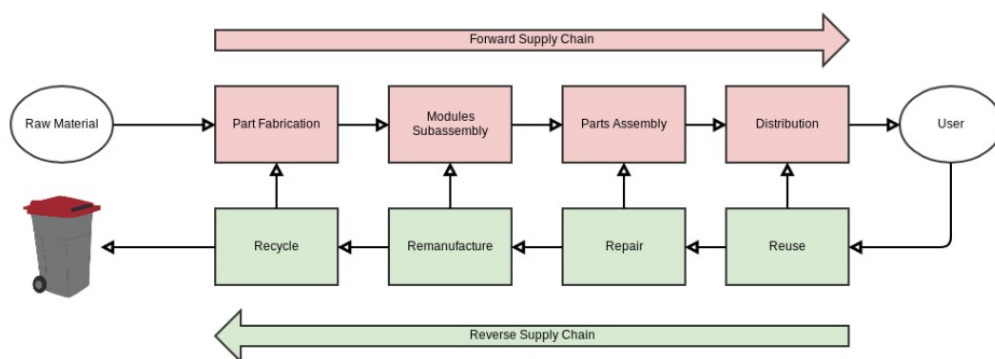 Forward Supply Chain
Raw Material
Part Fabrication
Modules
Subassembly
Parts Assembly
Distribution
User
Recycle
Remanufacture
Repair
Reuse
Reverse Supply Chain